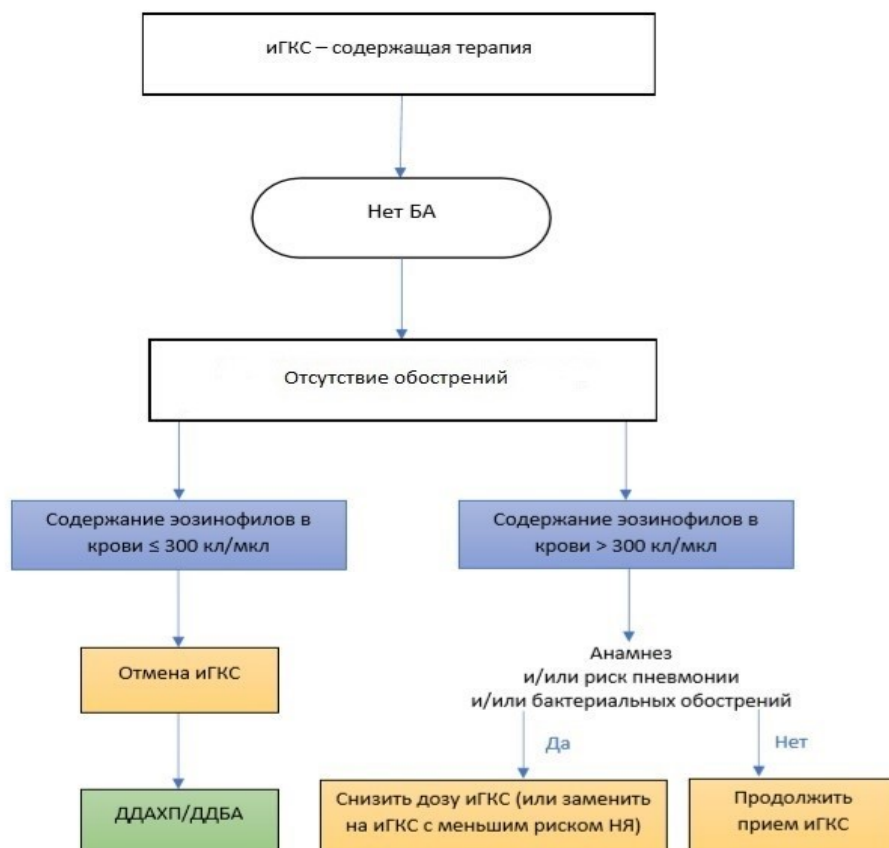 иГКС – содержащая терапия
Нет БА
Отсутствие обострений
Содержание эозинофилов в
крови ≤ 300 кл/мкл
Содержание эозинофилов в
крови > 300 кл/мкл
Отмена иГКС
Анамнез
и/или риск пневмонии
и/или бактериальных обострений
Да
Нет
ДДАХП/ДДБА
Снизить дозу иГКС (или заменить
на иГКС с меньшим риском НЯ)
Продолжить
прием иГКС